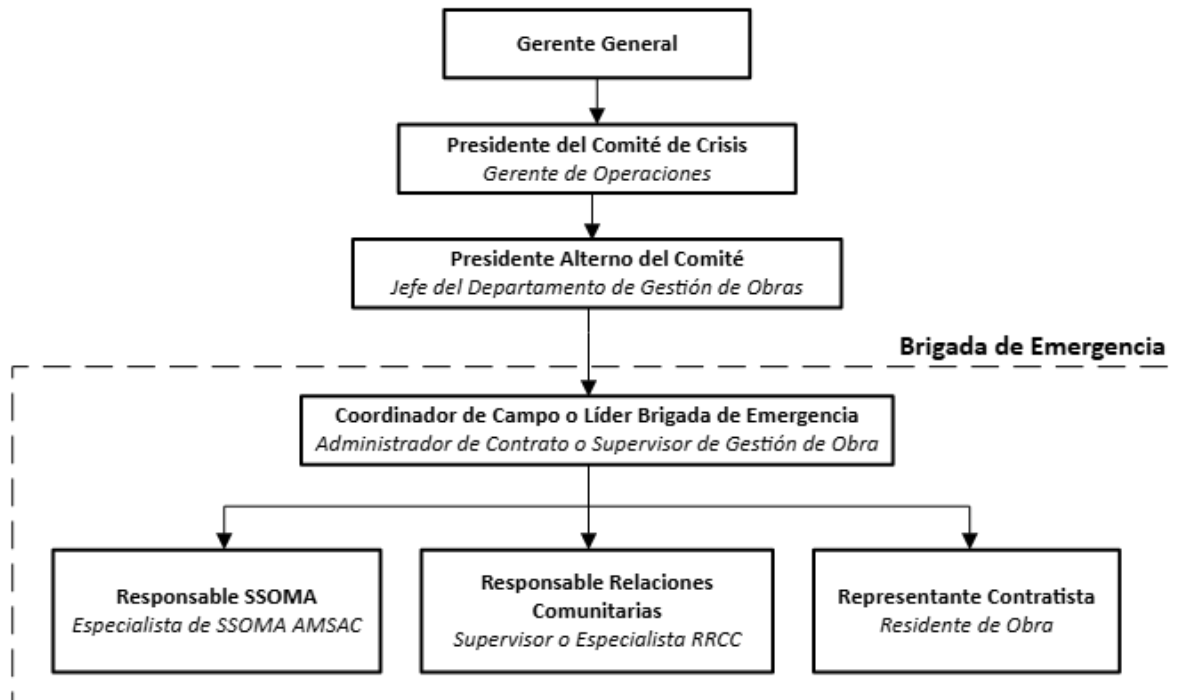 Gerente General
Presidente del Comité de Crisis
Gerente de Operaciones
Presidente Alterno del Comité
Jefe del Departamento de Gestión de Obras
Brigada de Emergencia
Coordinador de Campo o Líder Brigada de Emergencia
Administrador de Contrato o Supervisor de Gestión de Obra
Responsable SSOMA
Especialista de SSOMA AMSAC
Responsable Relaciones
Comunitarias
Supervisor o Especialista RRCC
Representante Contratista
Residente de Obra